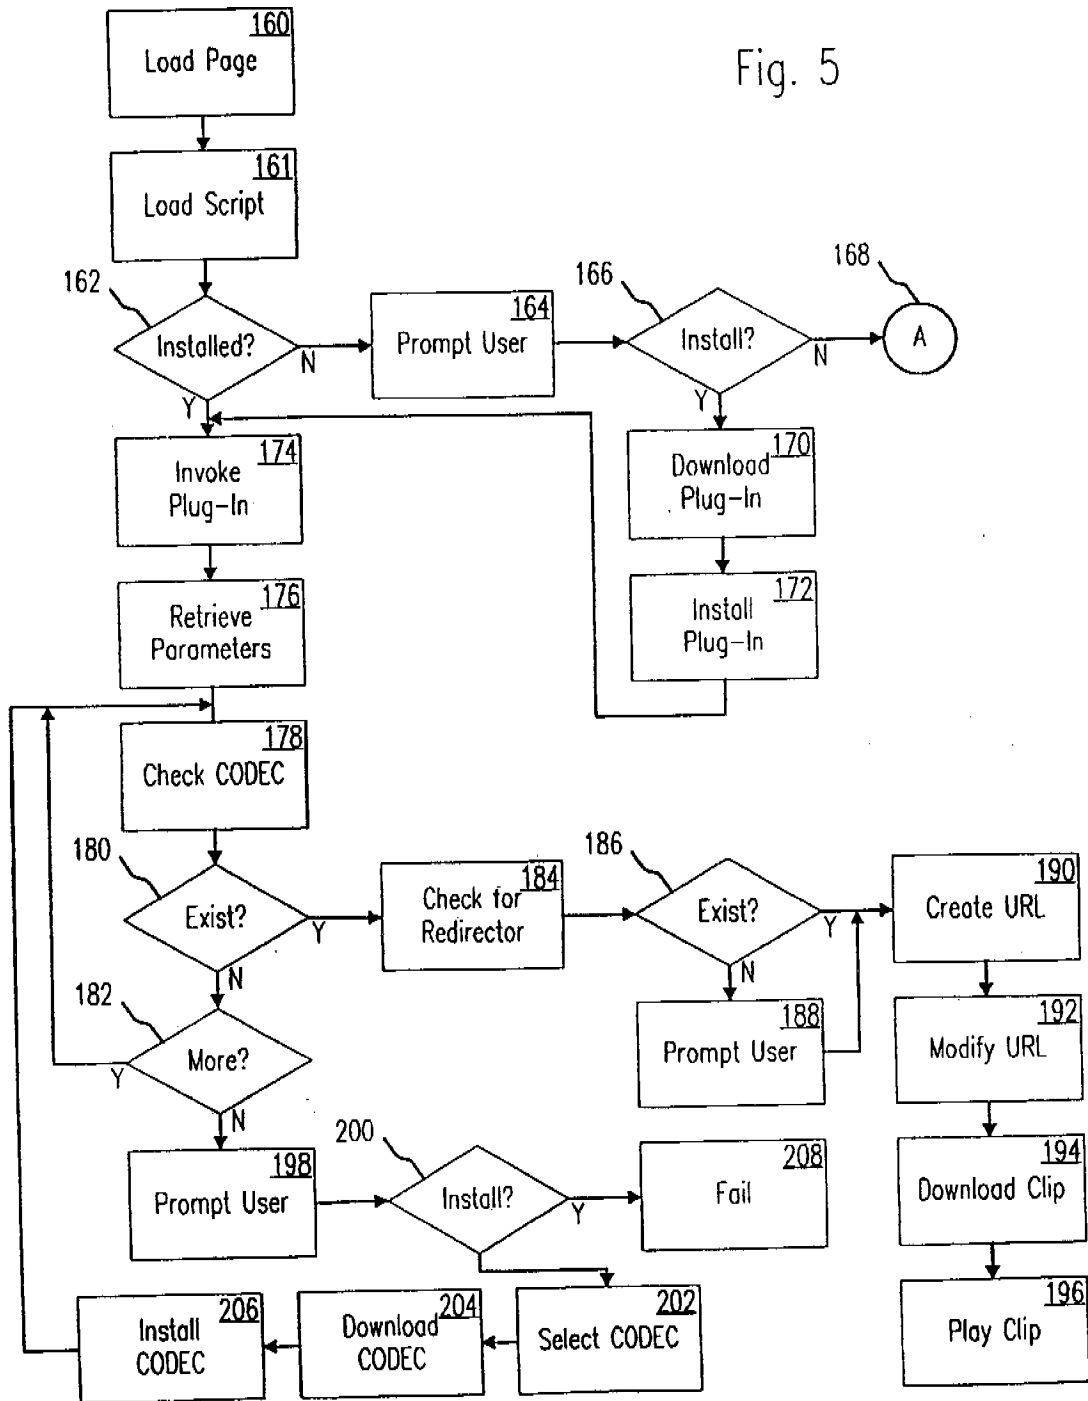 Fig. 5
160
Load Page
161
Load Script
162
Installed?
N
Y
164
Prompt User
166
Install?
N
Y
168
A
170
Download
Plug-In
172
Install
Plug-In
174
Invoke
Plug-In
176
Retrieve
Parameters
178
Check CODEC
180
Exist?
Y
N
182
More?
Y
N
184
Check for
Redirector
186
Exist?
Y
N
188
Prompt User
190
Create URL
192
Modify URL
194
Download Clip
196
Play Clip
198
Prompt User
200
Install?
Y
208
Fail
202
Select CODEC
204
Download
CODEC
206
Install
CODEC